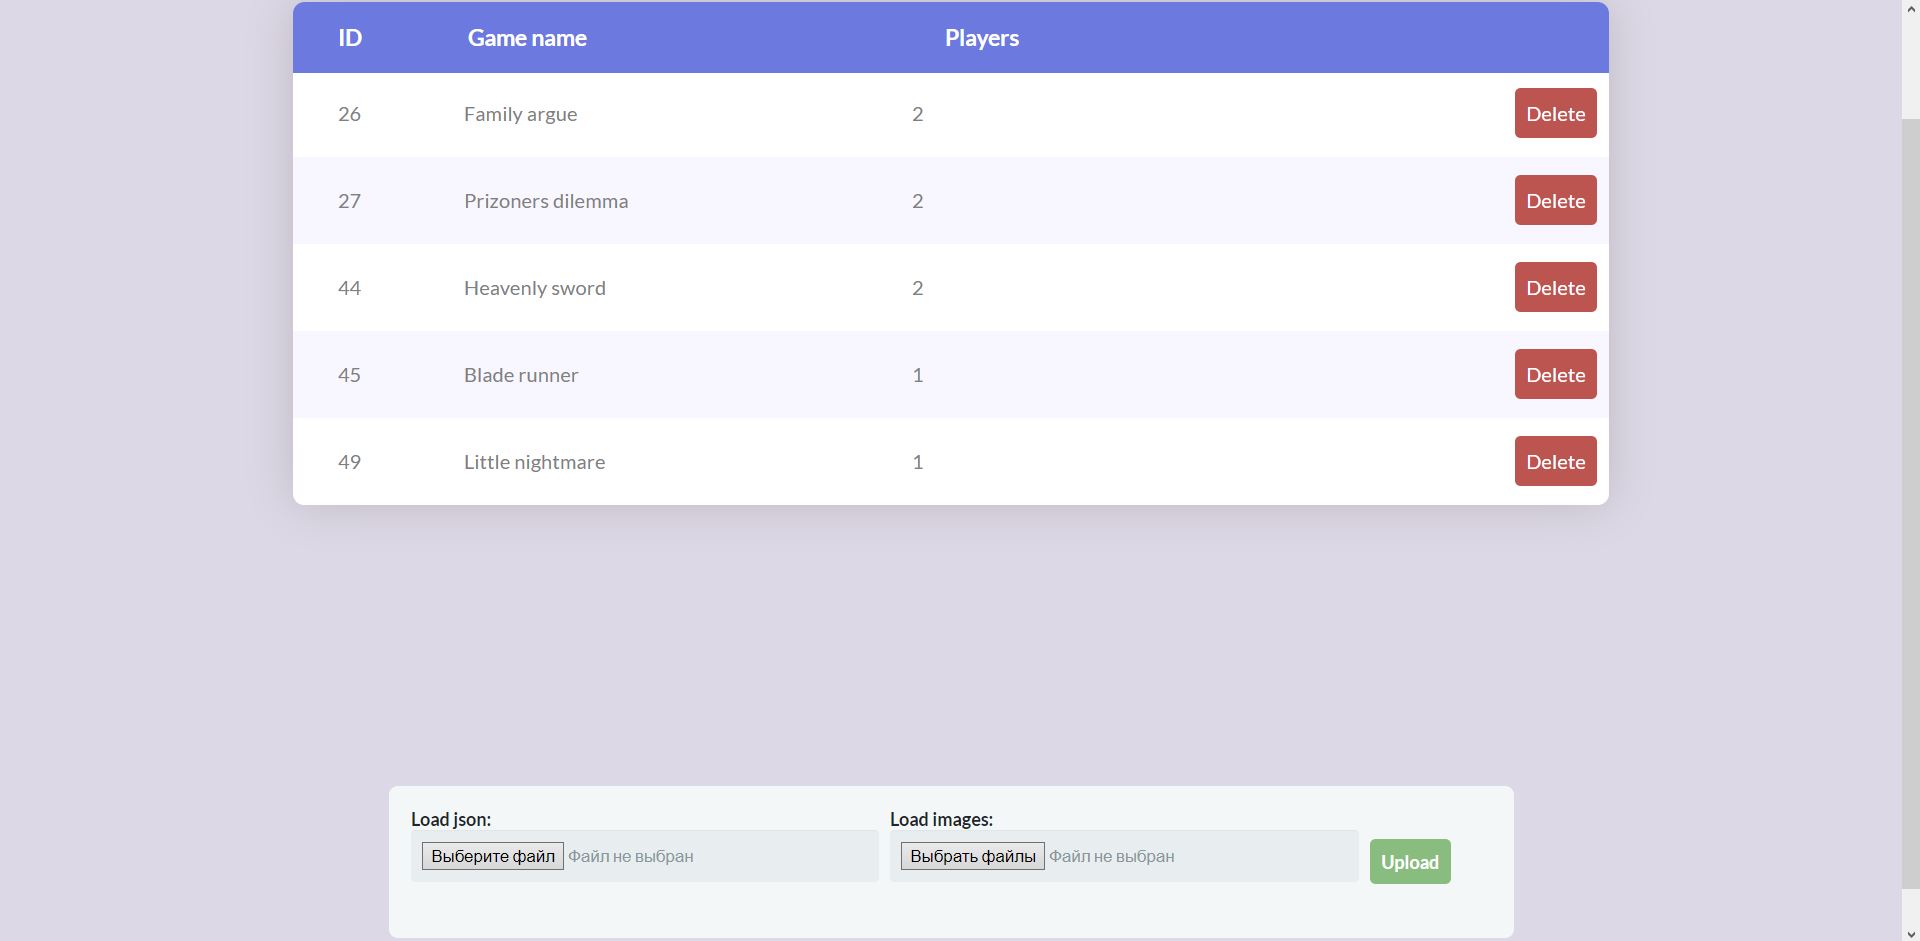 ID Game name Players
26 Family argue 2 Delete
27 Prizoners dilemma 2 Delete
44 Heavenly sword 2 Delete
45 Blade runner 1 Delete
49 Little nightmare 1 Delete
Load json: Load images:
Выберите файл Файл не выбран Выбрать файлы Файл не выбран Upload